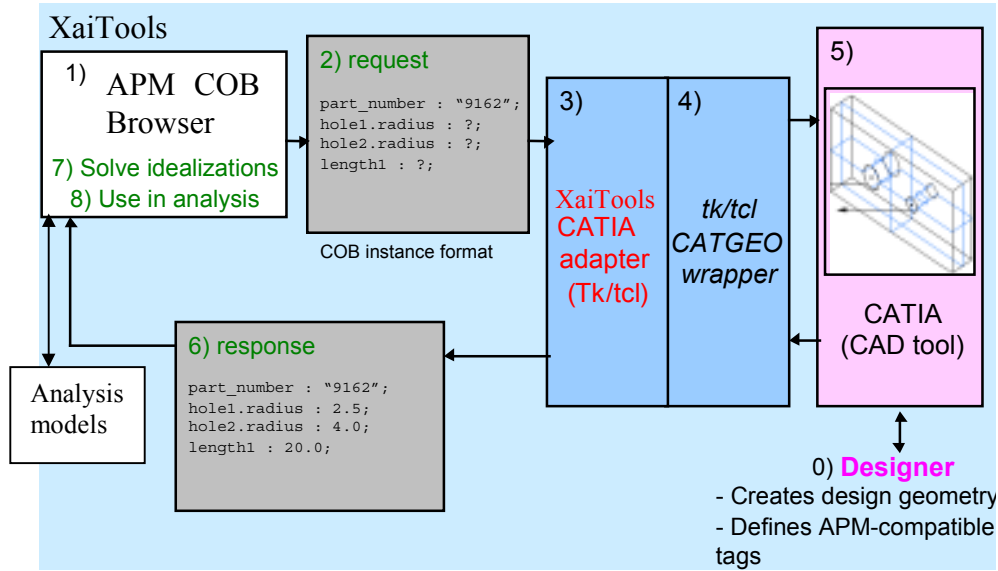 XaiTools
1)
APM COB
Browser
7) Solve idealizations
8) Use in analysis
2) request
part_number : “9162”;
hole1.radius : ?;
hole2.radius : ?;
length1 : ?;
COB instance format
3)
XaiTools
CATIA
adapter
(Tk/tcl)
4)
tk/tcl
CATGEO
wrapper
5)
CATIA
(CAD tool)
6) response
part_number : “9162”;
hole1.radius : 2.5;
hole2.radius : 4.0;
length1 : 20.0;
Analysis
models
0) Designer
- Creates design geometry
- Defines APM-compatible
tags